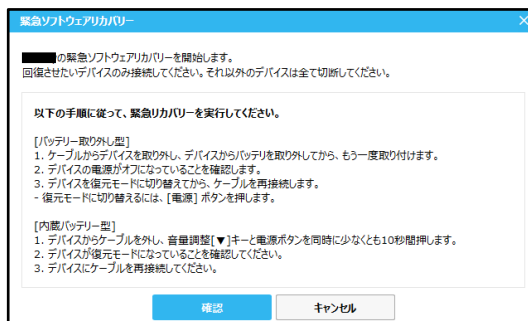 緊急ソフトウェアリカバリー
の緊急ソフトウェアリカバリーを開始します。
回復させたいデバイスのみ接続してください。それ以外のデバイスは全て切断してください。
以下の手順に従って、緊急リカバリーを実行してください。
[バッテリー取り外し型]
1. ケーブルからデバイスを取り外し、デバイスからバッテリを取り外してから、もう一度取り付けます。
2. デバイスの電源がオフになっていることを確認します。
3. デバイスを復元モードに切り替えてから、ケーブルを再接続します。
- 復元モードに切り替えるには、[電源] ボタンを押します。
[内蔵バッテリー型]
1. デバイスからケーブルを外し、音量調整[▼]キーと電源ボタンを同時に少なくとも10秒間押します。
2. デバイスが復元モードになっていることを確認してください。
3. デバイスにケーブルを再接続してください。
確認 キャンセル